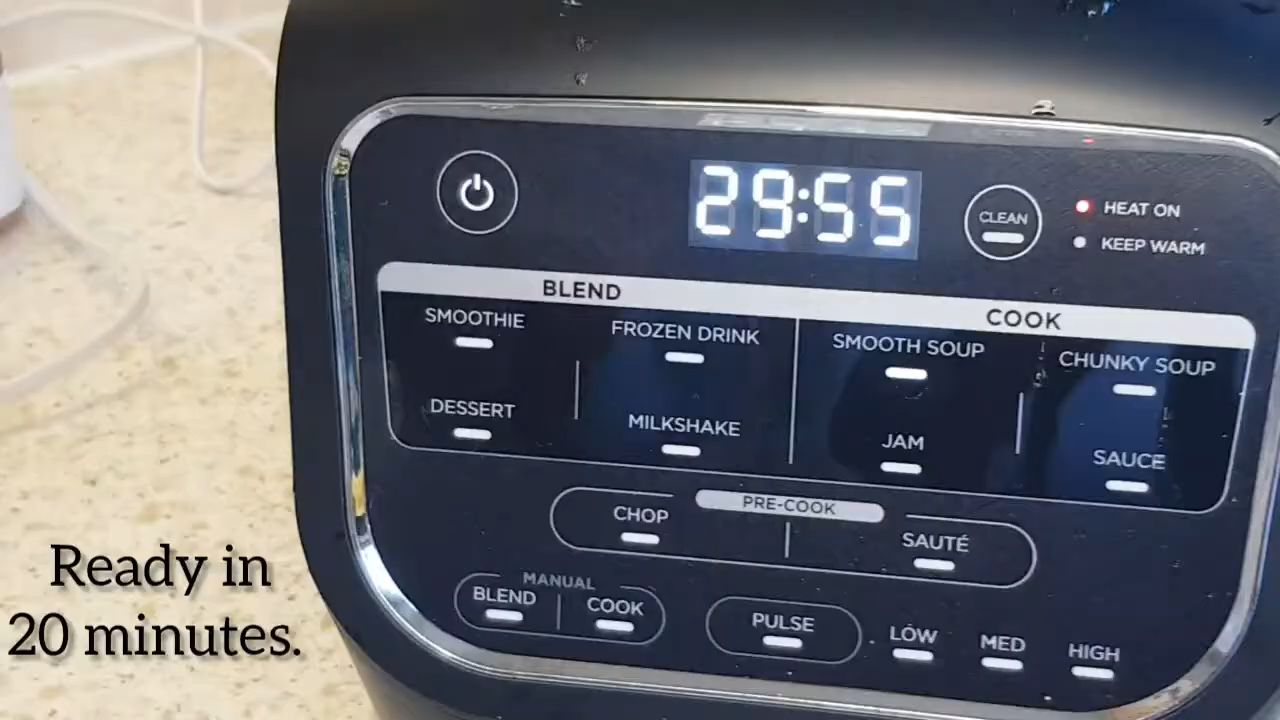 29:55
CLEAN
HEAT ON
KEEP WARM
BLEND
COOK
SMOOTHIE
FROZEN DRINK
SMOOTH SOUP
CHUNKY SOUP
DESSERT
MILKSHAKE
JAM
SAUCE
PRE-COOK
CHOP
SAUTÉ
MANUAL
BLEND
COOK
PULSE
LOW
MED
HIGH
Ready in
20 minutes.